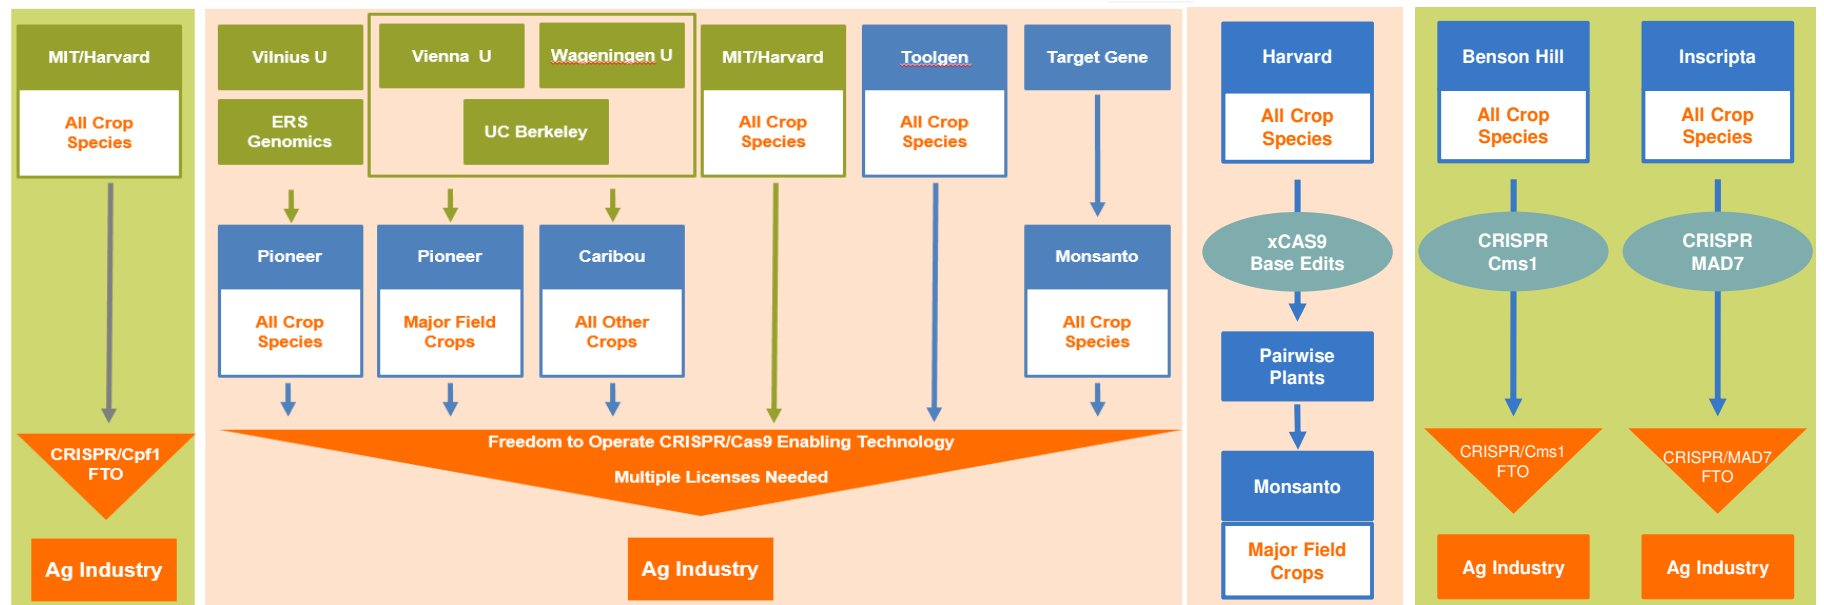 MIT/Harvard
All Crop
Species
CRISPR/Cpf1
FTO
Ag Industry
Vilnius U
ERS
Genomics
Vienna U
Wageningen U
UC Berkeley
MIT/Harvard
All Crop
Species
Toolgen
All Crop
Species
Target Gene
Pioneer
All Crop
Species
Pioneer
Major Field
Crops
Caribou
All Other
Crops
Monsanto
All Crop
Species
Freedom to Operate CRISPR/Cas9 Enabling Technology
Multiple Licenses Needed
Ag Industry
Harvard
All Crop
Species
xCAS9
Base Edits
Pairwise
Plants
Monsanto
Major Field
Crops
Benson Hill
All Crop
Species
CRISPR
Cms1
CRISPR/Cms1
FTO
Ag Industry
Inscripta
All Crop
Species
CRISPR
MAD7
CRISPR/MAD7
FTO
Ag Industry